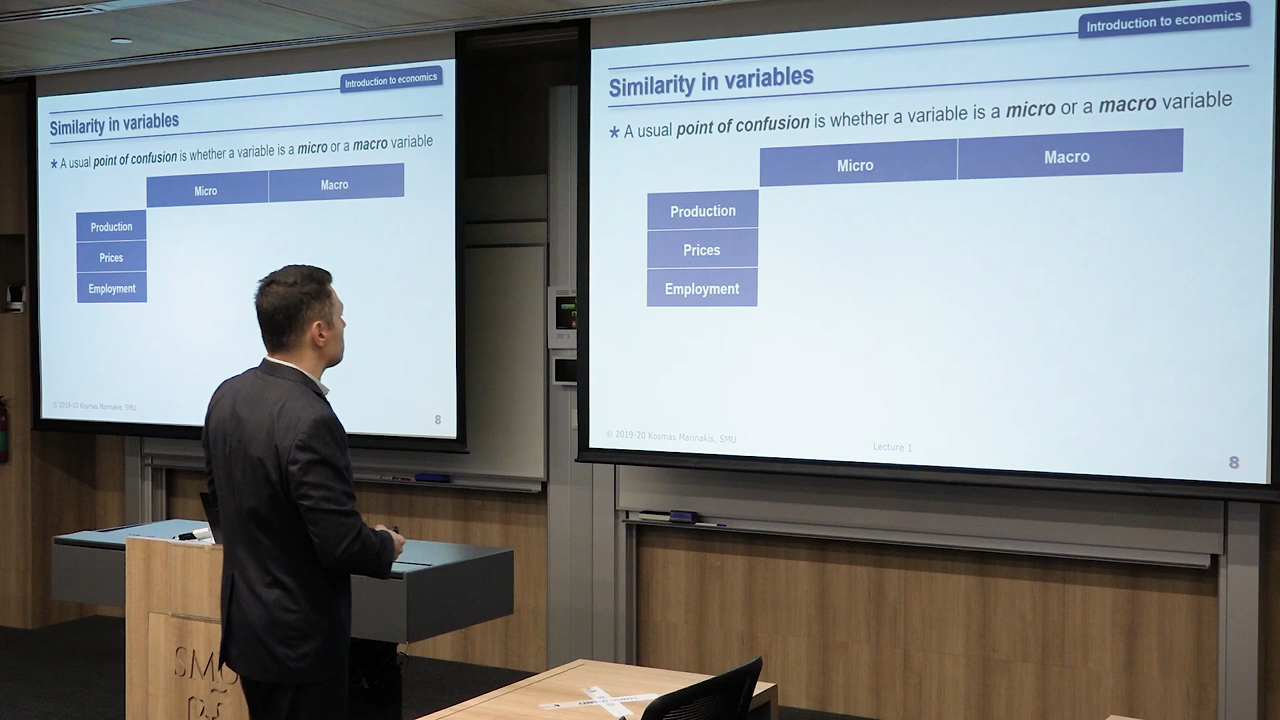 Introduction to economics
Similarity in variables
* A usual point of confusion is whether a variable is a micro or a macro variable
Micro Macro
Production
Prices
Employment
© 2019-20 Kosmas Marinakis, SMU
8
Introduction to economics
Similarity in variables
* A usual point of confusion is whether a variable is a micro or a macro variable
Micro Macro
Production
Prices
Employment
© 2019-20 Kosmas Marinakis, SMU
Lecture 1
8
SMU